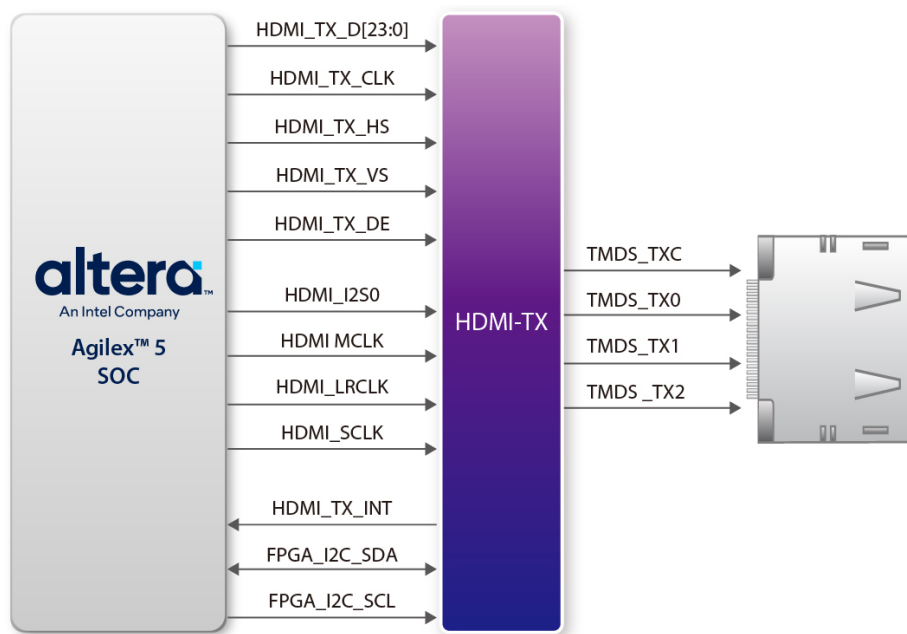 HDMI_TX_D[23:0]
HDMI_TX_CLK
HDMI_TX_HS
HDMI_TX_VS
HDMI_TX_DE
altera™
An Intel Company
Agilex™ 5
SOC
HDMI_I2S0
HDMI MCLK
HDMI_LRCLK
HDMI_SCLK
HDMI_TX_INT
FPGA_I2C_SDA
FPGA_I2C_SCL
HDMI-TX
TMDS_TXC
TMDS_TX0
TMDS_TX1
TMDS _TX2